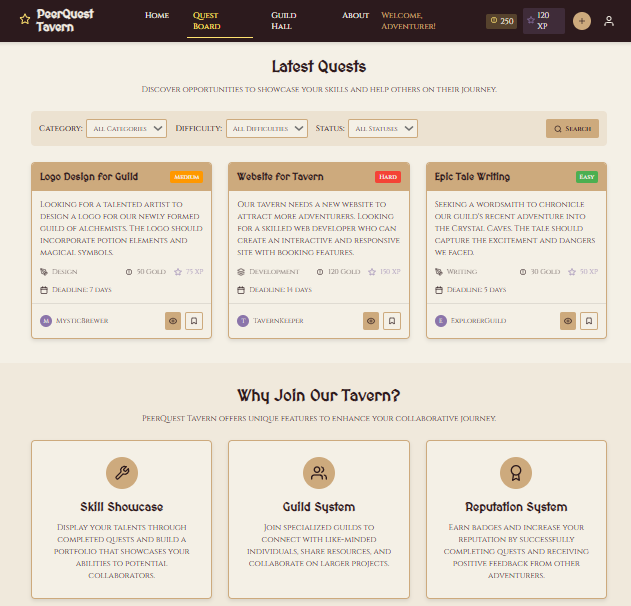 PeerQuest Tavern
Home
Quest Board
Guild Hall
About
Welcome, Adventurer!
250
120 XP
Latest Quests
Discover opportunities to showcase your skills and help others on their journey.
Category: All Categories Difficulty: All Difficulties Status: All Statuses Search
Logo Design for Guild
Medium
Looking for a talented artist to
design a logo for our newly formed
guild of alchemists. The logo should
incorporate potion elements and
magical symbols.
Design 50 Gold 75 XP
Deadline: 7 days
M MysticBrewer
Website for Tavern
Hard
Our tavern needs a new website to
attract more adventurers. Looking
for a skilled web developer who can
create an interactive and responsive
site with booking features.
Development 120 Gold 150 XP
Deadline: 14 days
T TavernKeeper
Epic Tale Writing
Easy
Seeking a wordsmith to chronicle
our guild's recent adventure into
the Crystal Caves. The tale should
capture the excitement and dangers
we faced.
Writing 30 Gold 50 XP
Deadline: 5 days
E ExplorerGuild
Why Join Our Tavern?
PeerQuest Tavern offers unique features to enhance your collaborative journey.
Skill Showcase
Display your talents through
completed quests and build a
portfolio that showcases your
abilities to potential
collaborators.
Guild System
Join specialized guilds to
connect with like-minded
individuals, share resources, and
collaborate on larger projects.
Reputation System
Earn badges and increase your
reputation by successfully
completing quests and receiving
positive feedback from other
adventurers.